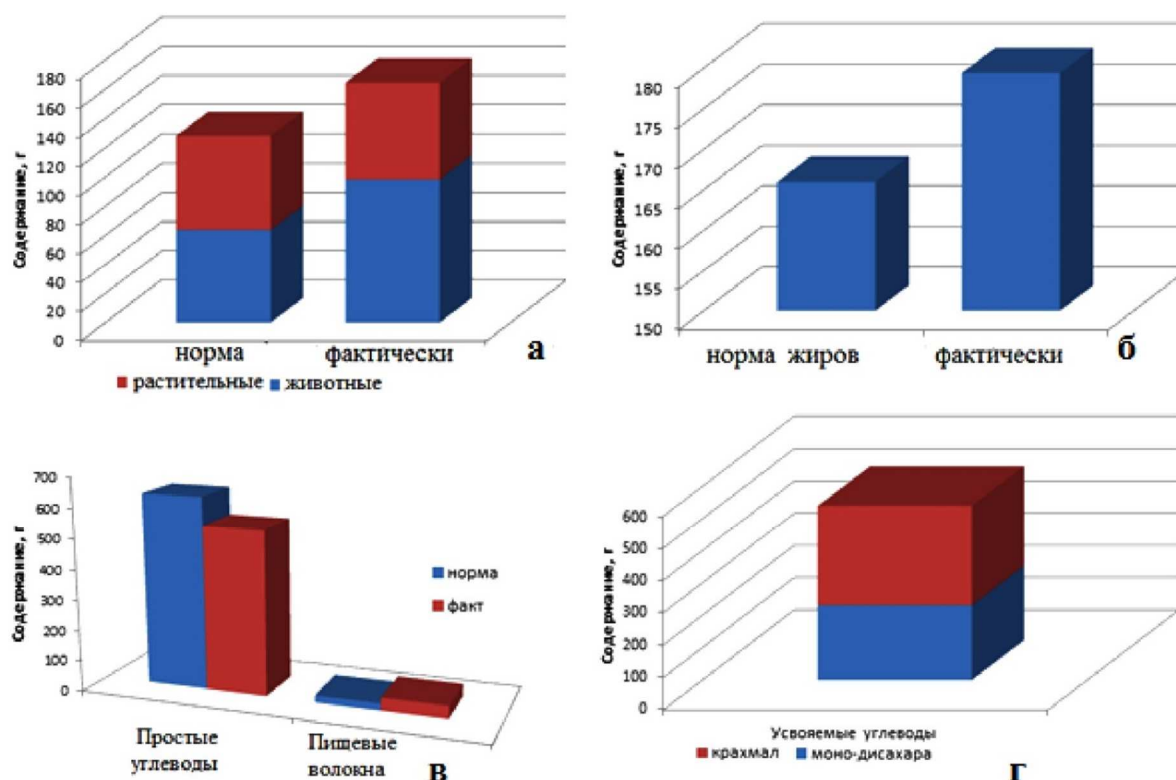 Содержание, г
180
160
140
120
100
80
60
40
20
0
норма фактически
а
растительные животные
Содержание, г
180
175
170
165
160
155
150
норма жиров фактически
б
Содержание, г
700
600
500
400
300
200
100
0
норма
факт
Простые
углеводы
Пищевые
волокна
в
Содержание, г
600
500
400
300
200
100
0
Усвояемые углеводы
крахмал моно-дисахара
г